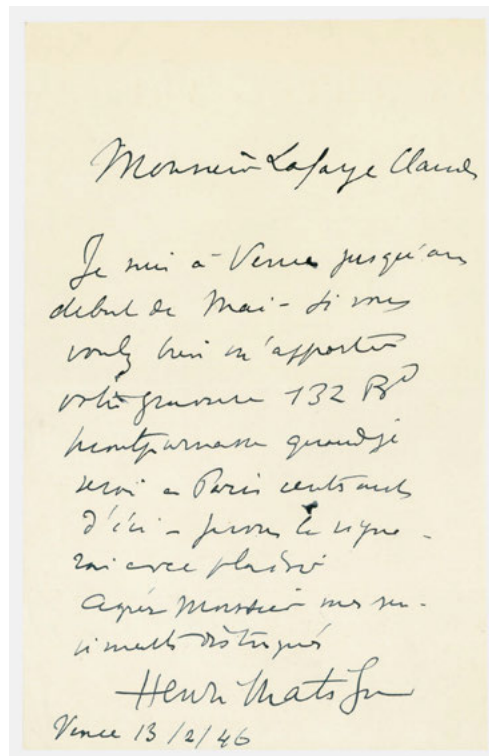 Monsieur Lafaye Claude
Je suis à Vence jusqu'au
début de Mai - si vous
voulez bien m'apporter
votre gravure 132 Bd
Montparnasse quand je
serai à Paris
d'ici - je vous la signe-
rai avec plaisir
Agréez Monsieur mes sen-
timents distingués
Henri Matisse
Vence 13/2/46